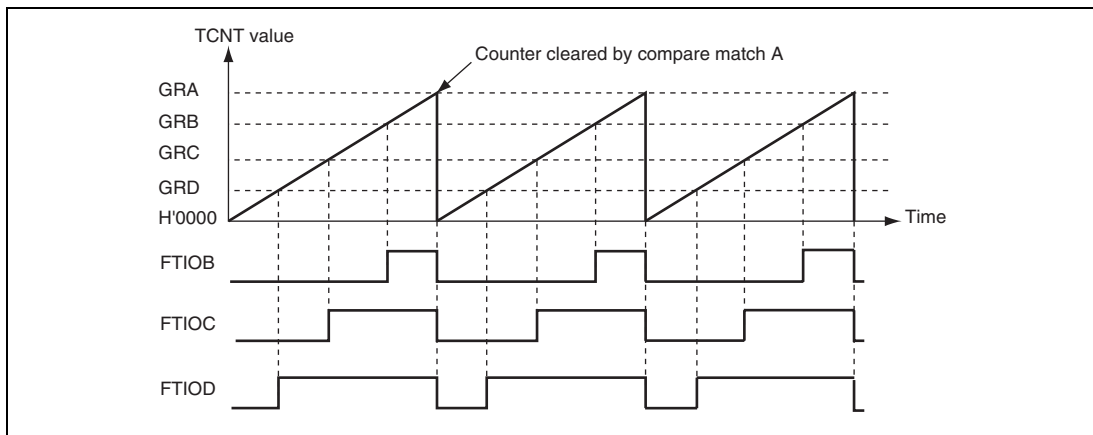 TCNT value
Counter cleared by compare match A
GRA
GRB
GRC
GRD
H'0000
Time
FTIOB
FTIOC
FTIOD